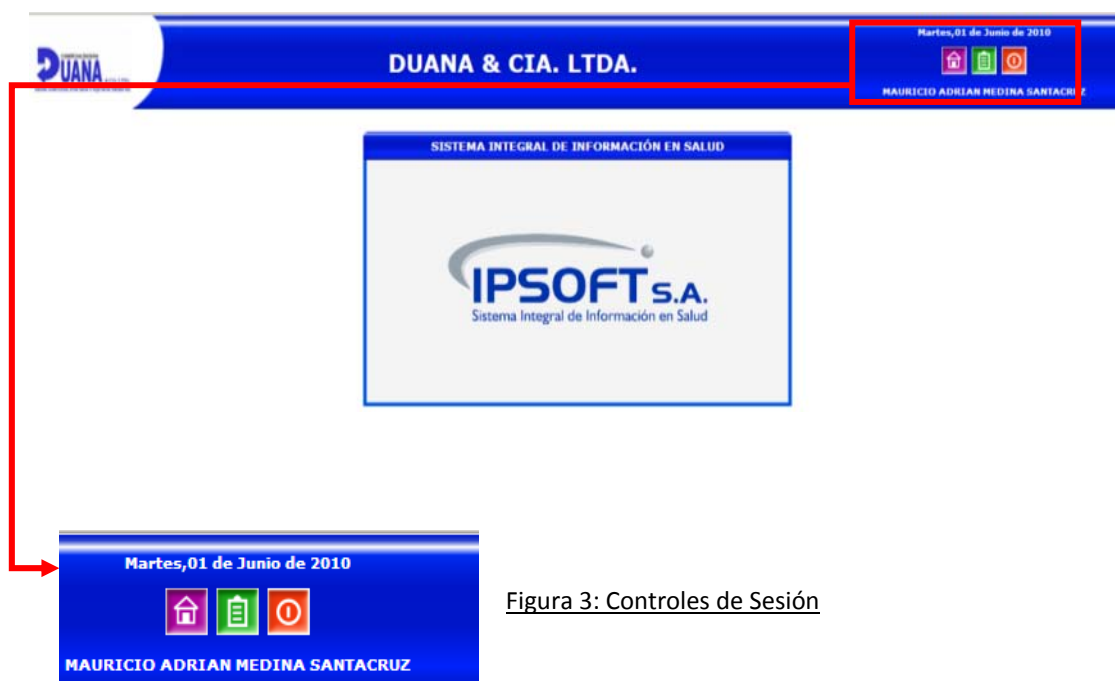 Martes,01 de Junio de 2010
DUANA
DUANA & CIA. LTDA.
MAURICIO ADRIAN MEDINA SANTACRUZ
SISTEMA INTEGRAL DE INFORMACIÓN EN SALUD
IPSOFT S.A.
Sistema Integral de Información en Salud
Martes,01 de Junio de 2010
Figura 3: Controles de Sesión
MAURICIO ADRIAN MEDINA SANTACRUZ